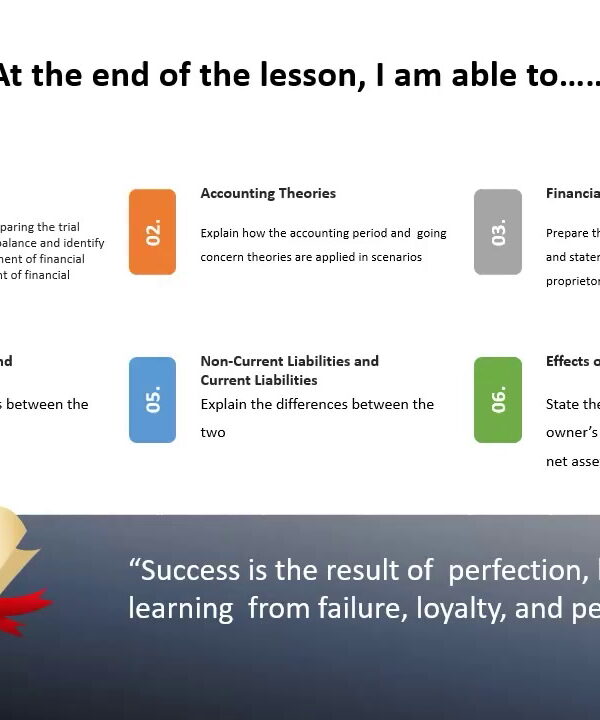 At the end of the lesson, I am able to…..
paring the trial
balance and identify
ment of financial
nt of financial
02.
Accounting Theories
Explain how the accounting period and going
concern theories are applied in scenarios
03.
Financia
Prepare th
and stater
proprietor
nd
s between the
05.
Non-Current Liabilities and
Current Liabilities
Explain the differences between the
two
06.
Effects o
State the
owner’s
net asse
“Success is the result of perfection,
learning from failure, loyalty, and pe